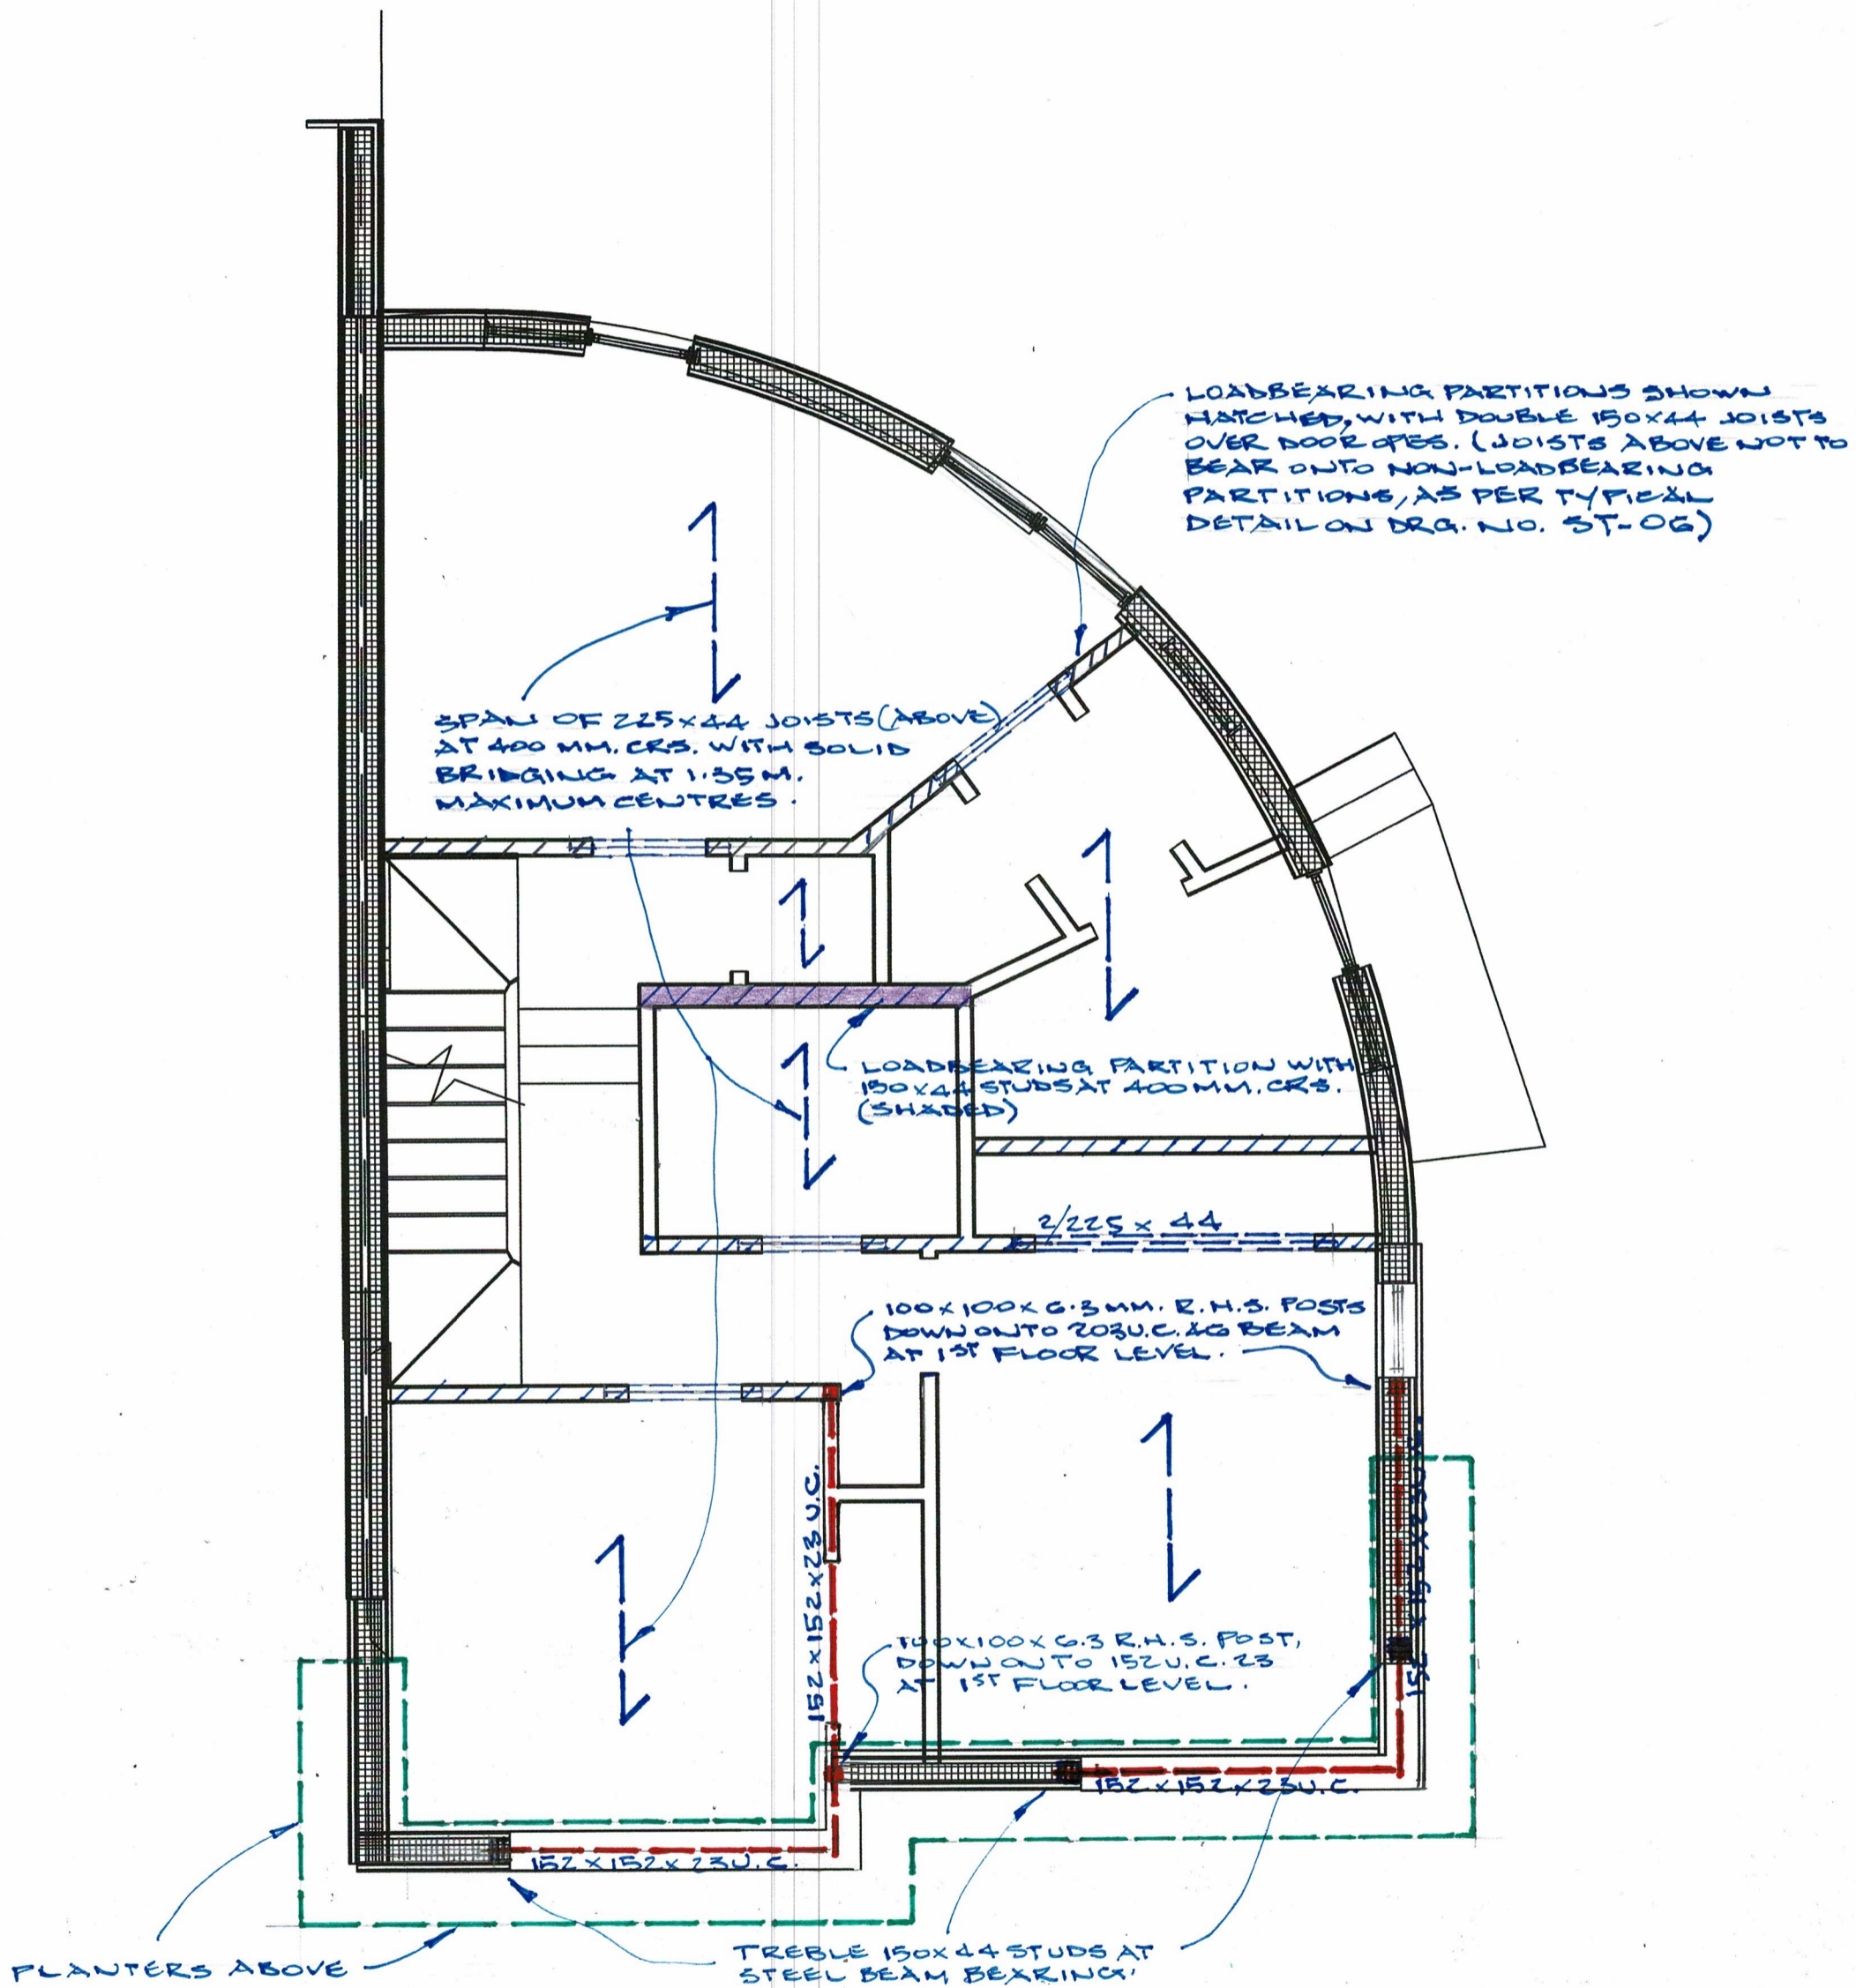 LOADBEARING PARTITIONS SHOWN
HATCHED, WITH DOUBLE 150X44 JOISTS
OVER DOOR OPES. (JOISTS ABOVE NOT TO
BEAR ONTO NON-LOADBEARING
PARTITIONS, AS PER TYPICAL
DETAIL ON DRG. NO. ST-06)
SPAN OF 225X44 JOISTS (ABOVE)
AT 400 MM. CRS. WITH SOLID
BRIDGING AT 1.35M.
MAXIMUM CENTRES.
LOADBEARING PARTITION WITH
150X44 STUDS AT 400MM. CRS.
(SHADED)
2/225 x 44
100X100X6.3MM. R.H.S. POSTS
DOWN ONTO 203U.C.46 BEAM
AT 1ST FLOOR LEVEL.
152X152X23 U.C.
152X152X23U.C.
100X100X6.3 R.H.S. POST,
DOWN ONTO 152U.C.23
AT 1ST FLOOR LEVEL.
152X152X23U.C.
152X152X23U.C.
PLANTERS ABOVE
TREBLE 150X44 STUDS AT
STEEL BEAM BEARING.